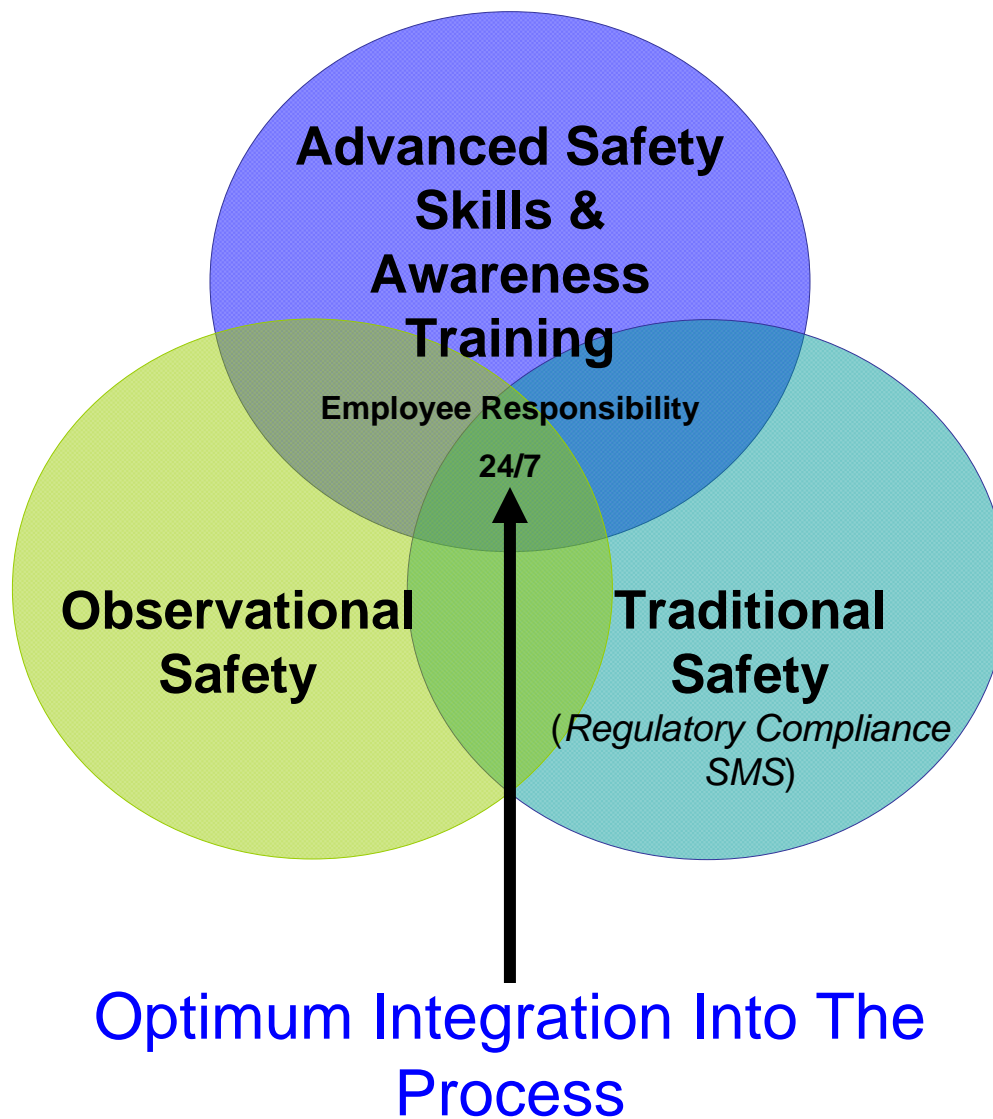 Advanced Safety
Skills &
Awareness
Training
Employee Responsibility
24/7
Observational
Safety
Traditional
Safety
(Regulatory Compliance
SMS)
Optimum Integration Into The
Process